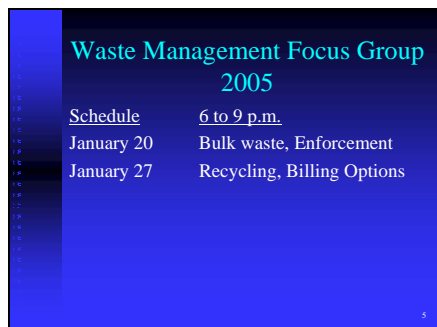 Waste Management Focus Group
2005
Schedule 6 to 9 p.m.
January 20 Bulk waste, Enforcement
January 27 Recycling, Billing Options
5